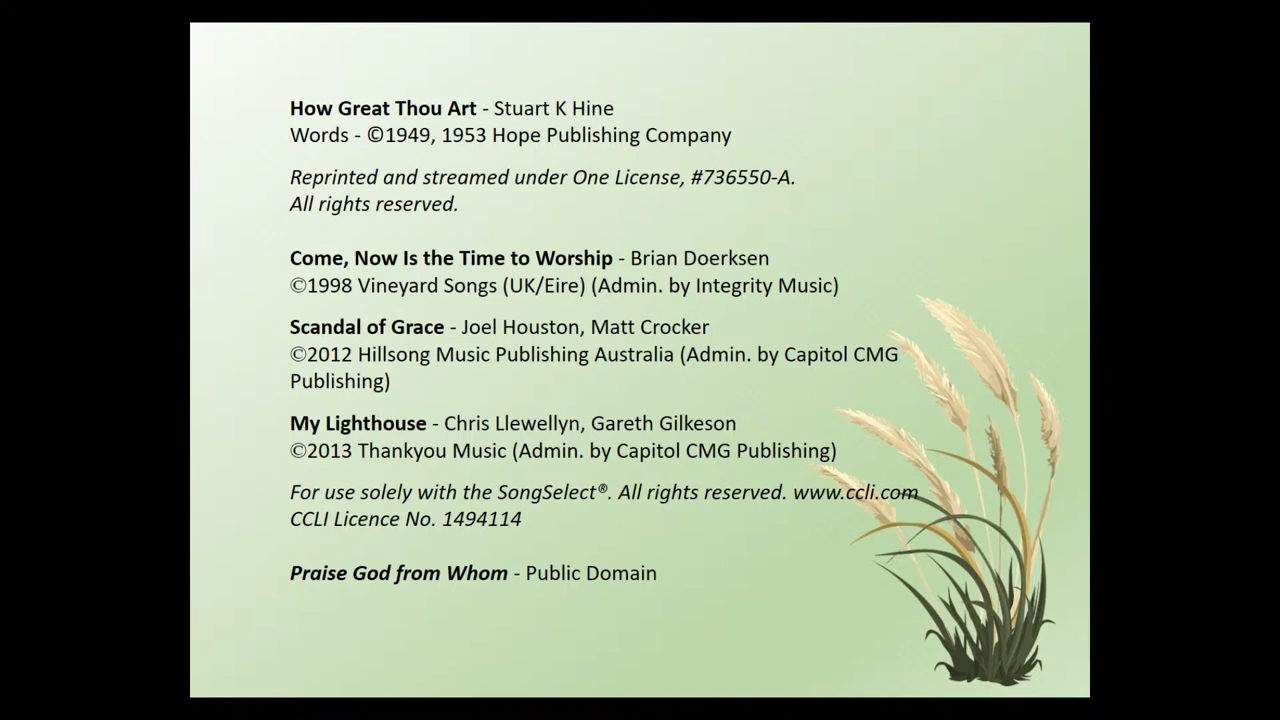 How Great Thou Art - Stuart K Hine
Words - ©1949, 1953 Hope Publishing Company
Reprinted and streamed under One License, #736550-A.
All rights reserved.
Come, Now Is the Time to Worship - Brian Doerksen
©1998 Vineyard Songs (UK/Eire) (Admin. by Integrity Music)
Scandal of Grace - Joel Houston, Matt Crocker
©2012 Hillsong Music Publishing Australia (Admin. by Capitol CMG
Publishing)
My Lighthouse - Chris Llewellyn, Gareth Gilkeson
©2013 Thankyou Music (Admin. by Capitol CMG Publishing)
For use solely with the SongSelect®. All rights reserved. www.ccli.com
CCLI Licence No. 1494114
Praise God from Whom - Public Domain